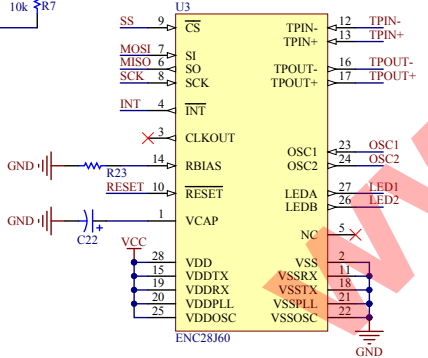 10k R7
U3
SS 9 CS TPIN- 12 TPIN-
TPIN+ 13 TPIN+
MOSI 7 SI
MISO 6 SO TPOUT- 16 TPOUT-
SCK 8 SCK TPOUT+ 17 TPOUT+
INT 4 INT
3 CLKOUT
OSC1 23 OSC1
GND R23 14 RBIAS OSC2 24 OSC2
RESET 10 RESET LEDA 27 LED1
LEDB 26 LED2
GND C22 + 1 VCAP
NC 5
VCC
28 VDD VSS 2
15 VDDTX VSSRX 11
19 VDDRX VSSTX 18
20 VDDPLL VSSPLL 21
25 VDDOSC VSSOSC 22
ENC28J60
GND